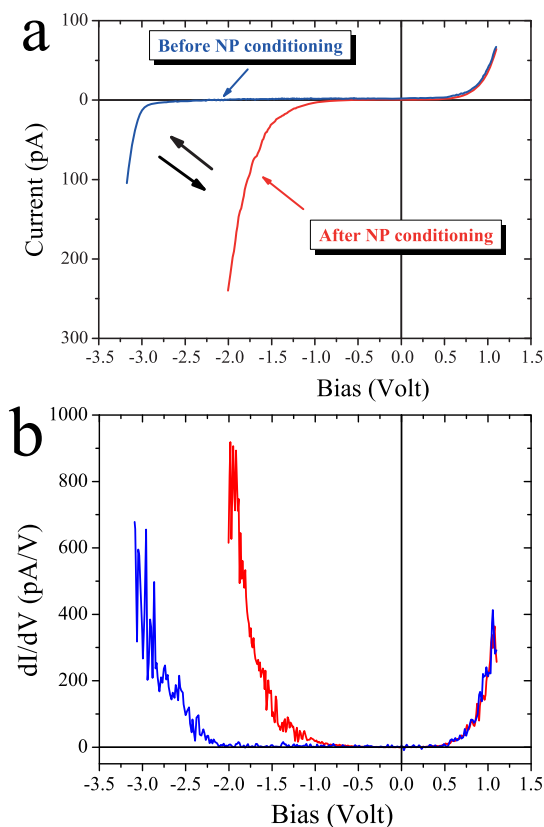 a
100
Before NP conditioning
0
100
After NP conditioning
200
300
Current (pA)
-3.5 -3.0 -2.5 -2.0 -1.5 -1.0 -0.5 0.0 0.5 1.0 1.5
Bias (Volt)
b
1000
800
600
400
200
0
dI/dV (pA/V)
-3.5 -3.0 -2.5 -2.0 -1.5 -1.0 -0.5 0.0 0.5 1.0 1.5
Bias (Volt)